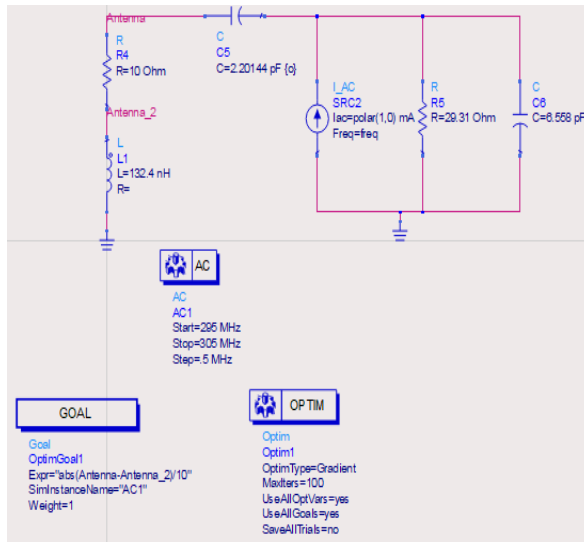 Antenna
R
R4
R=10 Ohm
Antenna_2
L
L1
L=132.4 nH
R=
C
C5
C=2.20144 pF {o}
I_AC
SRC2
Iac=polar(1,0) mA
Freq=freq
R
R5
R=29.31 Ohm
C
C6
C=6.558 pF
AC
AC
AC1
Start=295 MHz
Stop=305 MHz
Step=.5 MHz
GOAL
Goal
OptimGoal1
Expr="abs(Antenna-Antenna_2)/10"
SimInstanceName="AC1"
Weight=1
OPTIM
Optim
Optim1
OptimType=Gradient
MaxIters=100
UseAllOptVars=yes
UseAllGoals=yes
SaveAllTrials=no